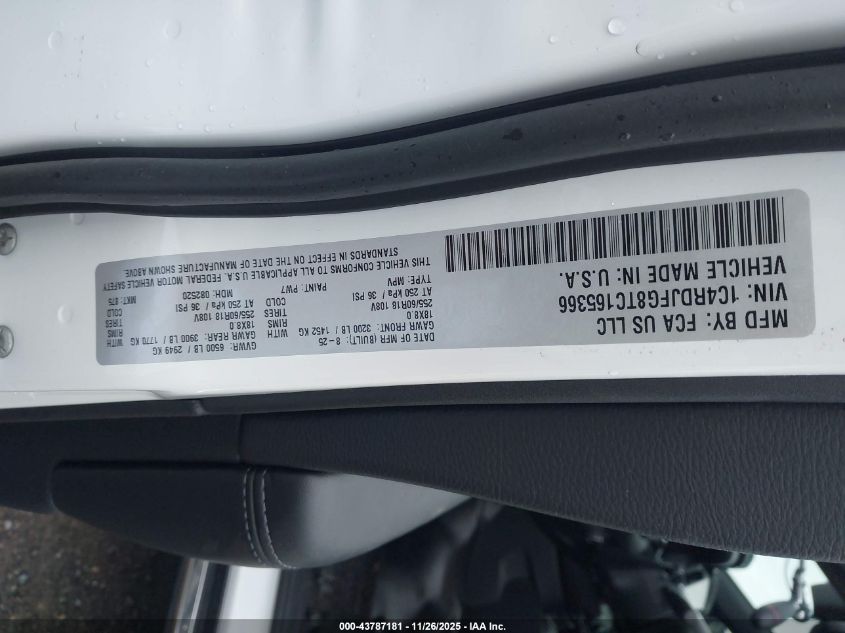 MFD BY: FCA US LLC
VIN: 1C4RDJFG8TC165366
VEHICLE MADE IN: U.S.A.
DATE OF MFR (BUILT): 8-25
GVWR: 6500 LB / 2949 KG
GAWR FRONT: 3200 LB / 1452 KG
GAWR REAR: 3900 LB / 1770 KG
WITH
18X8.0
RIMS
18X8.0
RIMS
255/60R18 108V
TIRES
255/60R18 108V
TIRES
AT 250 kPa / 36 PSI
COLD
AT 250 kPa / 36 PSI
COLD
TYPE: MPV
PAINT: PW7
MDH: 082520
MKT: BTS
THIS VEHICLE CONFORMS TO ALL APPLICABLE U.S.A. FEDERAL MOTOR VEHICLE SAFETY
STANDARDS IN EFFECT ON THE DATE OF MANUFACTURE SHOWN ABOVE.
000-43787181 - 11/26/2025 - IAA Inc.